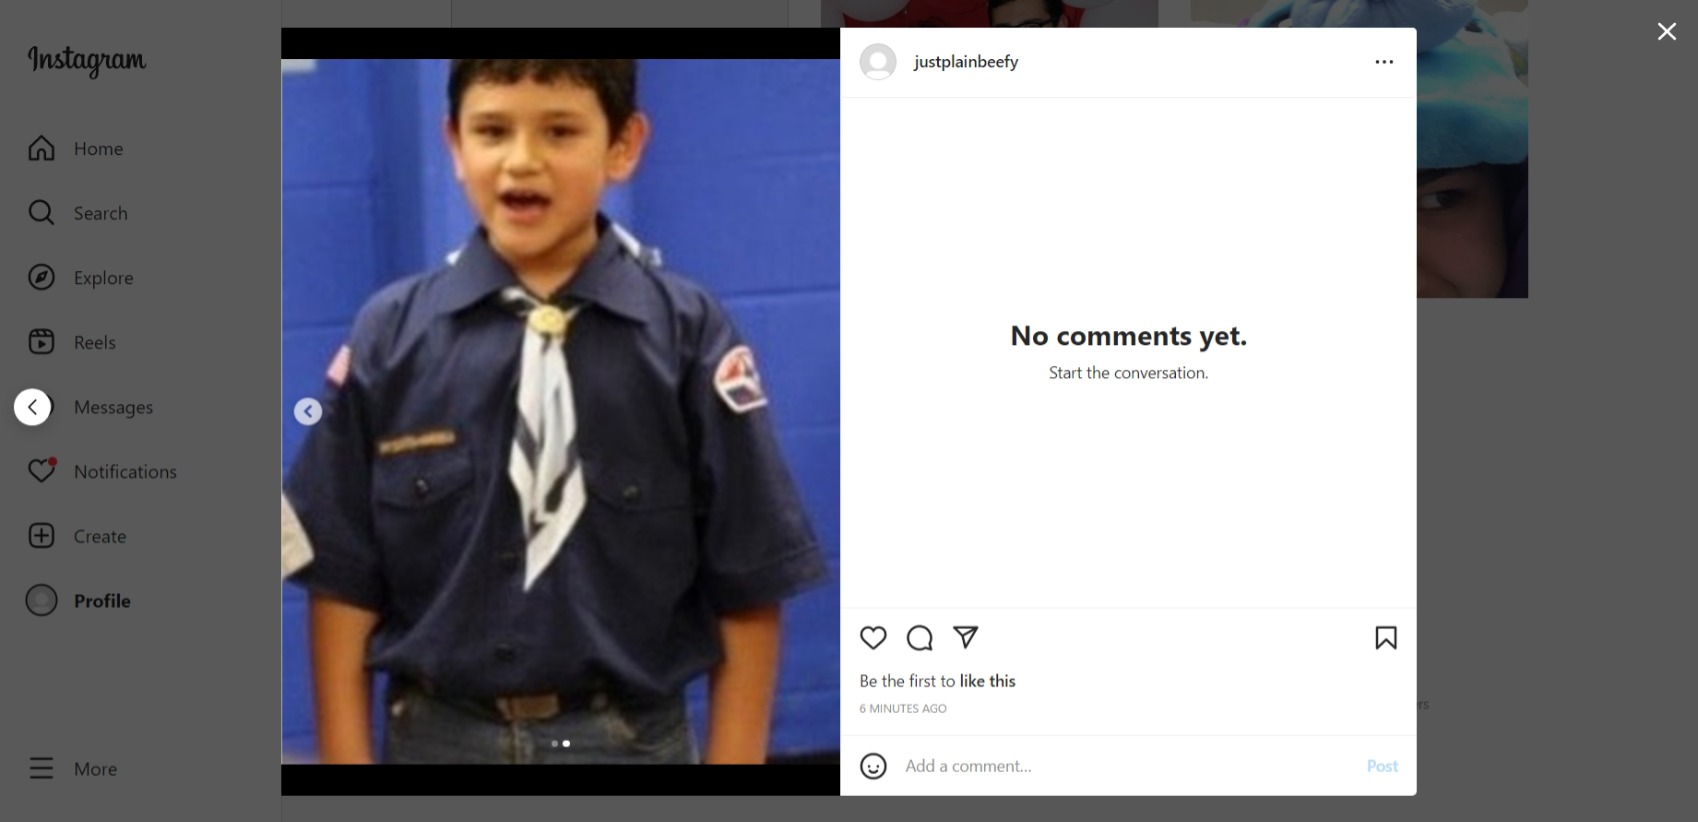 Instagram
Home
Search
Explore
Reels
Messages
Notifications
Create
Profile
More
justplainbeefy
No comments yet.
Start the conversation.
Be the first to like this
6 MINUTES AGO
Add a comment...
Post